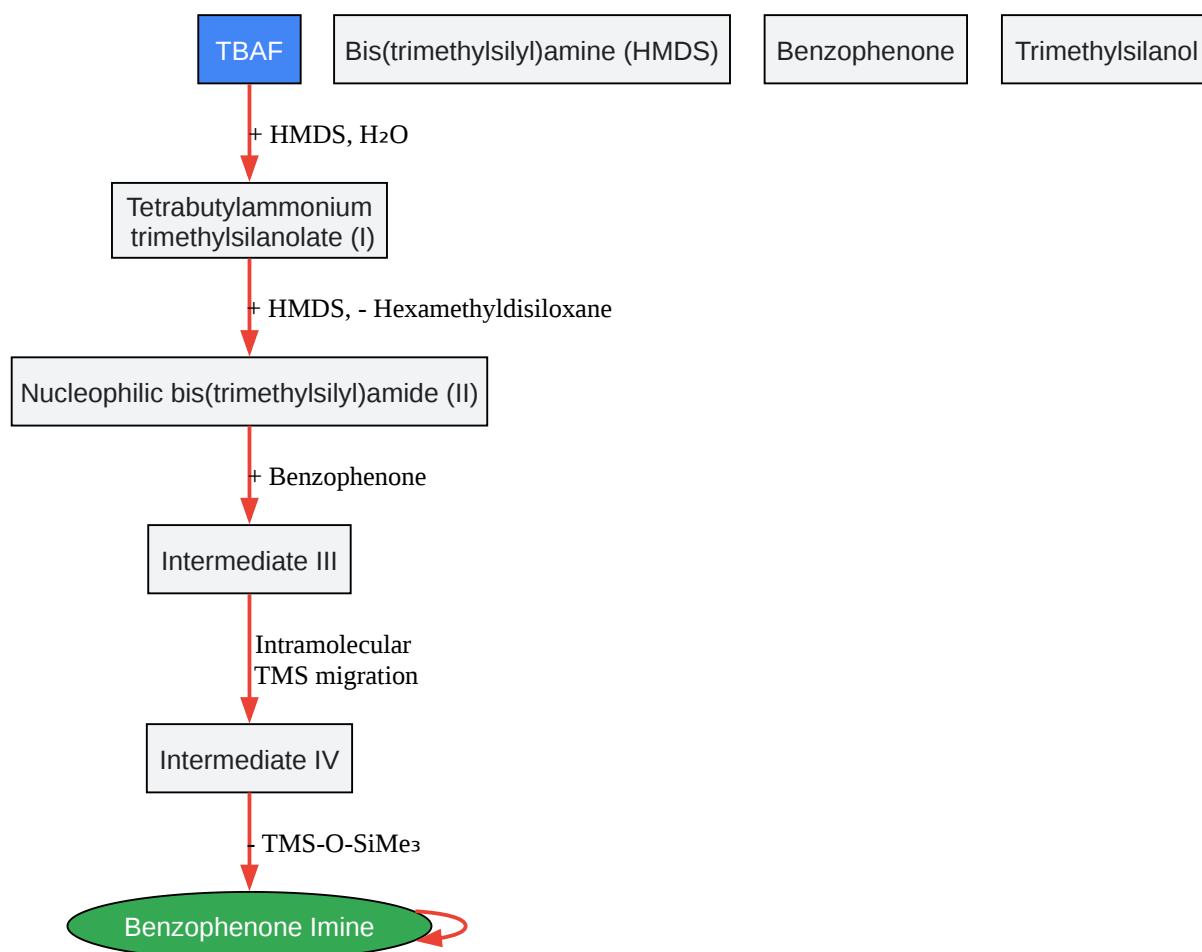 TBAF
Bis(trimethylsilyl)amine (HMDS)
Benzophenone
Trimethylsilanol
+ HMDS, H₂O
Tetrabutylammonium
trimethylsilanolate (I)
+ HMDS, - Hexamethyldisiloxane
Nucleophilic bis(trimethylsilyl)amide (II)
+ Benzophenone
Intermediate III
Intramolecular
TMS migration
Intermediate IV
- TMS-O-SiMe₃
Benzophenone Imine